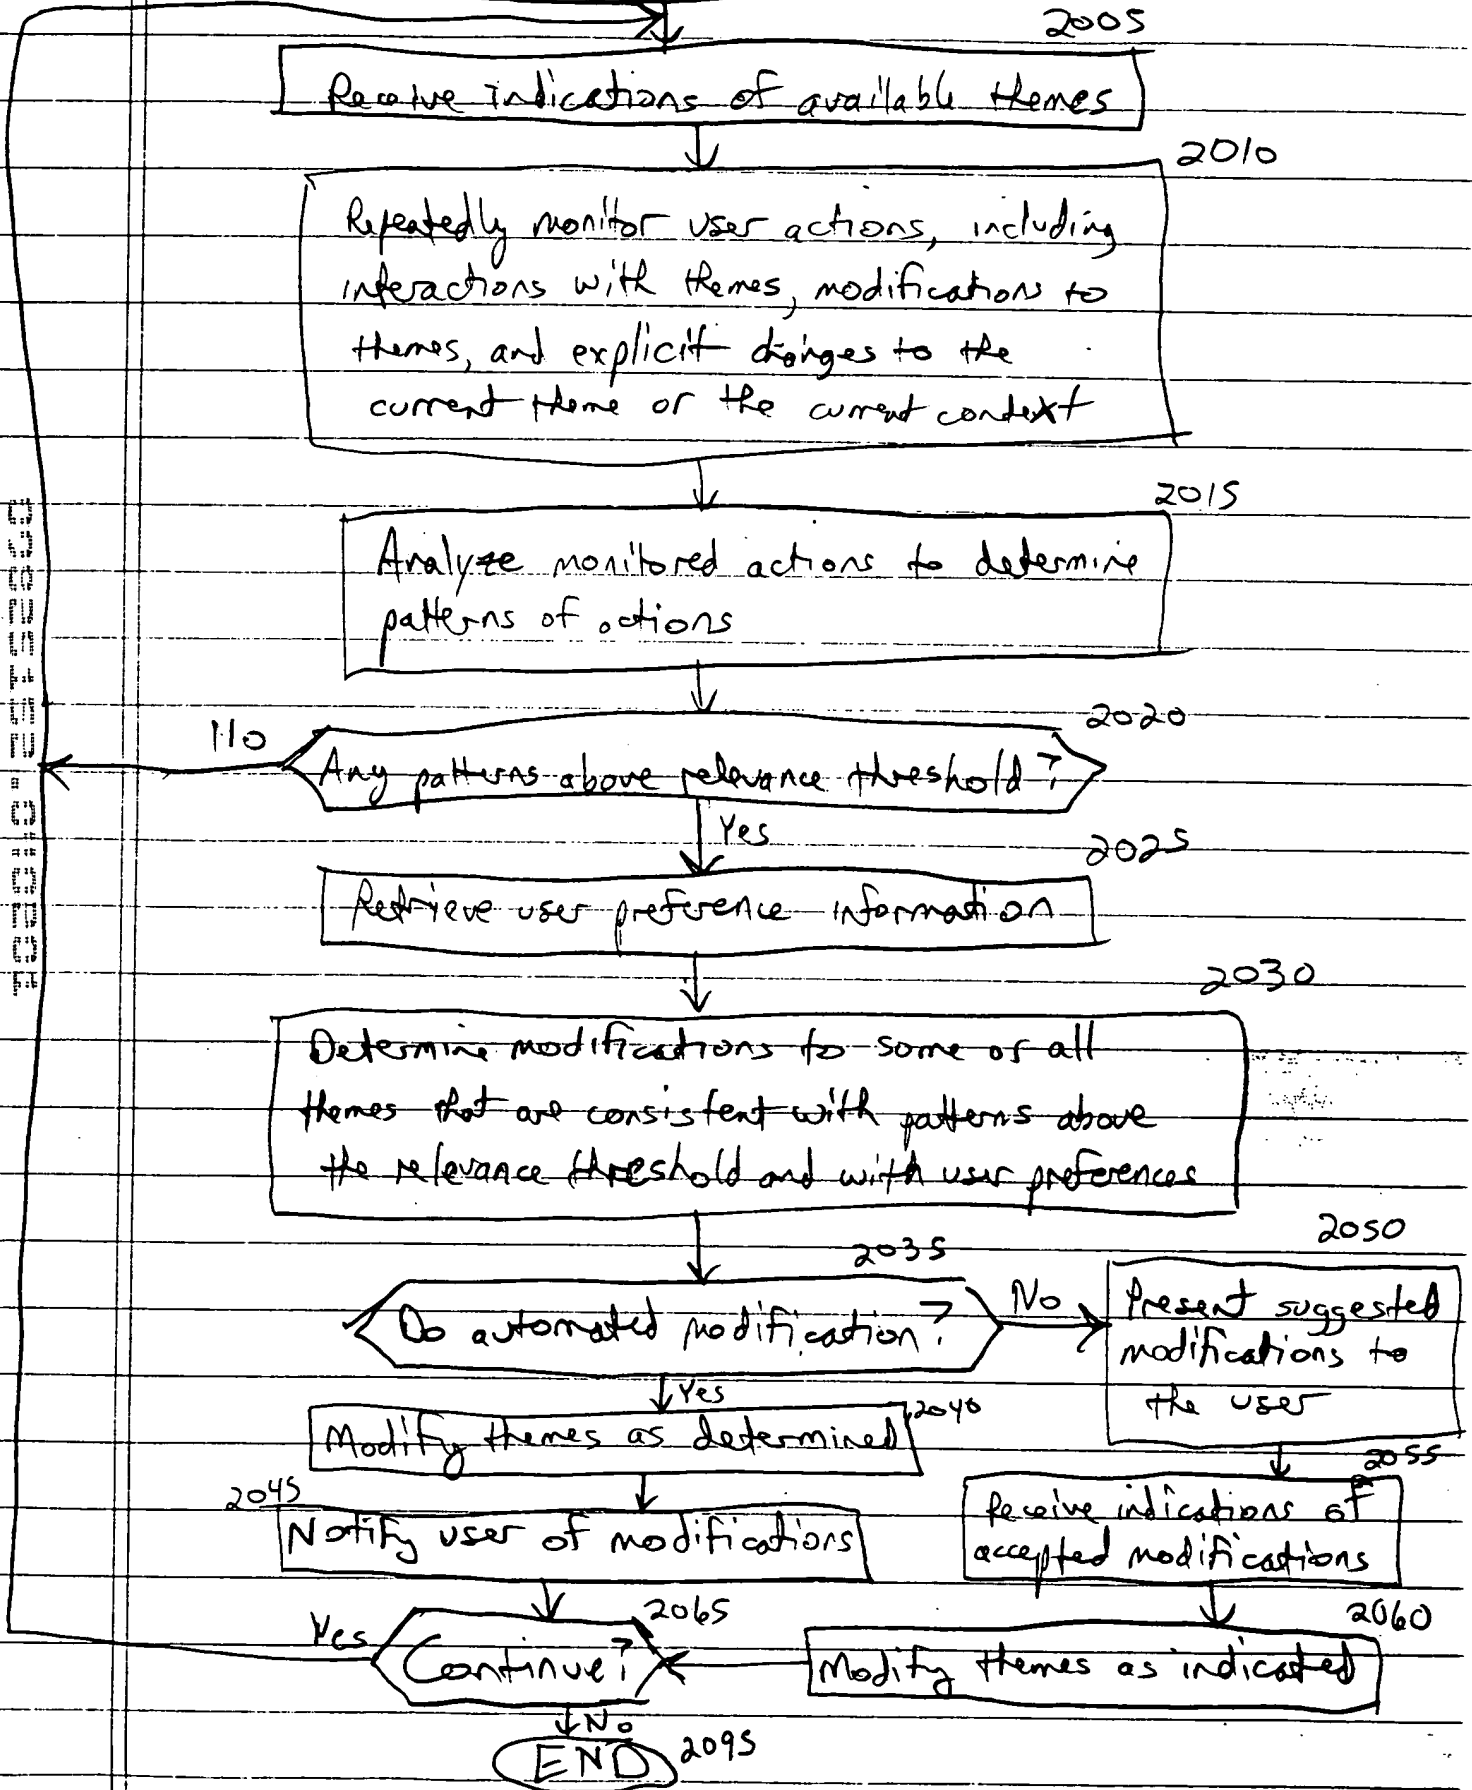 2005
Receive indications of available themes
2010
Repeatedly monitor user actions, including
interactions with themes, modifications to
themes, and explicit changes to the
current theme or the current context
2015
Analyze monitored actions to determine
patterns of actions
2020
No
Any patterns above relevance threshold?
Yes
2025
Retrieve user preference information
2030
Determine modifications to some or all
themes that are consistent with patterns above
the relevance threshold and with user preferences
2035
2050
Do automated modification?
No
Present suggested
modifications to
the user
Yes
2040
Modify themes as determined
2055
2045
Notify user of modifications
Receive indications of
accepted modifications
2065
2060
Yes
Continue?
Modify themes as indicated
No
END
2095